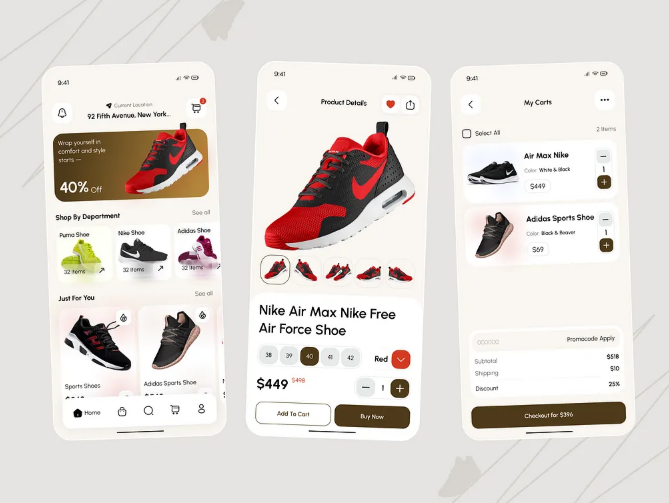 9:41
Current Location
92 Fifth Avenue, New York...
Wrap yourself in
comfort and style
starts —
40% Off
Shop By Department
See all
Puma Shoe
32 Items
Nike Shoe
32 Items
Adidas Shoe
32 Items
Just For You
See all
Sports Shoes
Adidas Sports Shoe
Home
9:41
Product Details
Nike Air Max Nike Free
Air Force Shoe
38 39 40 41 42
Red
$449 $498
1
Add To Cart
Buy Now
9:41
My Carts
Select All
2 Items
Air Max Nike
Color: White & Black
$449
1
Adidas Sports Shoe
Color: Black & Beaver
$69
1
000000
Promocode Apply
Subtotal $518
Shipping $10
Discount 25%
Checkout for $396